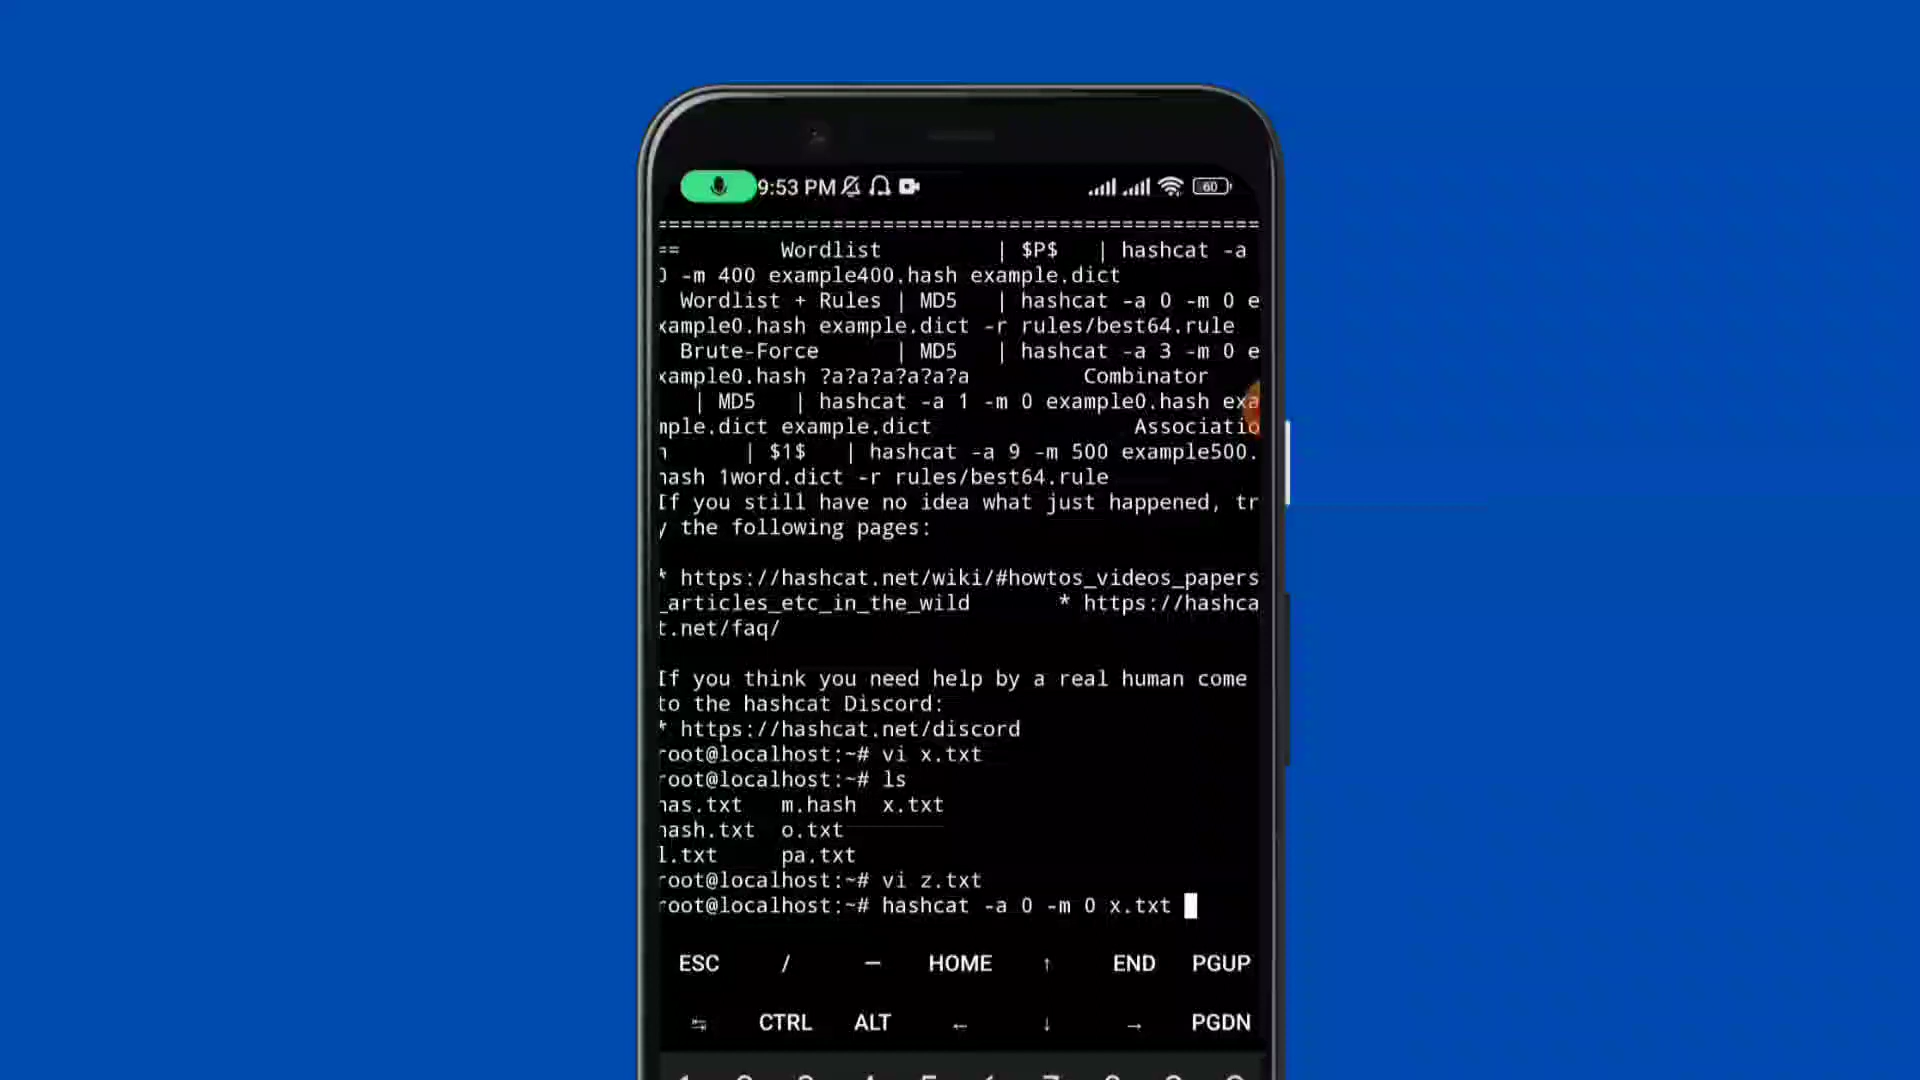 9:53 PM 60
==============================================
== Wordlist | $P$ | hashcat -a
0 -m 400 example400.hash example.dict
Wordlist + Rules | MD5 | hashcat -a 0 -m 0 e
xample0.hash example.dict -r rules/best64.rule
Brute-Force | MD5 | hashcat -a 3 -m 0 e
xample0.hash ?a?a?a?a?a?a Combinator
| MD5 | hashcat -a 1 -m 0 example0.hash exa
mple.dict example.dict Associatio
n | $1$ | hashcat -a 9 -m 500 example500.
hash 1word.dict -r rules/best64.rule
If you still have no idea what just happened, tr
y the following pages:
* https://hashcat.net/wiki/#howtos_videos_papers
_articles_etc_in_the_wild * https://hashca
t.net/faq/
If you think you need help by a real human come
to the hashcat Discord:
* https://hashcat.net/discord
root@localhost:~# vi x.txt
root@localhost:~# ls
has.txt m.hash x.txt
hash.txt o.txt
l.txt pa.txt
root@localhost:~# vi z.txt
root@localhost:~# hashcat -a 0 -m 0 x.txt
ESC / — HOME ↑ END PGUP
⇆ CTRL ALT ← ↓ → PGDN